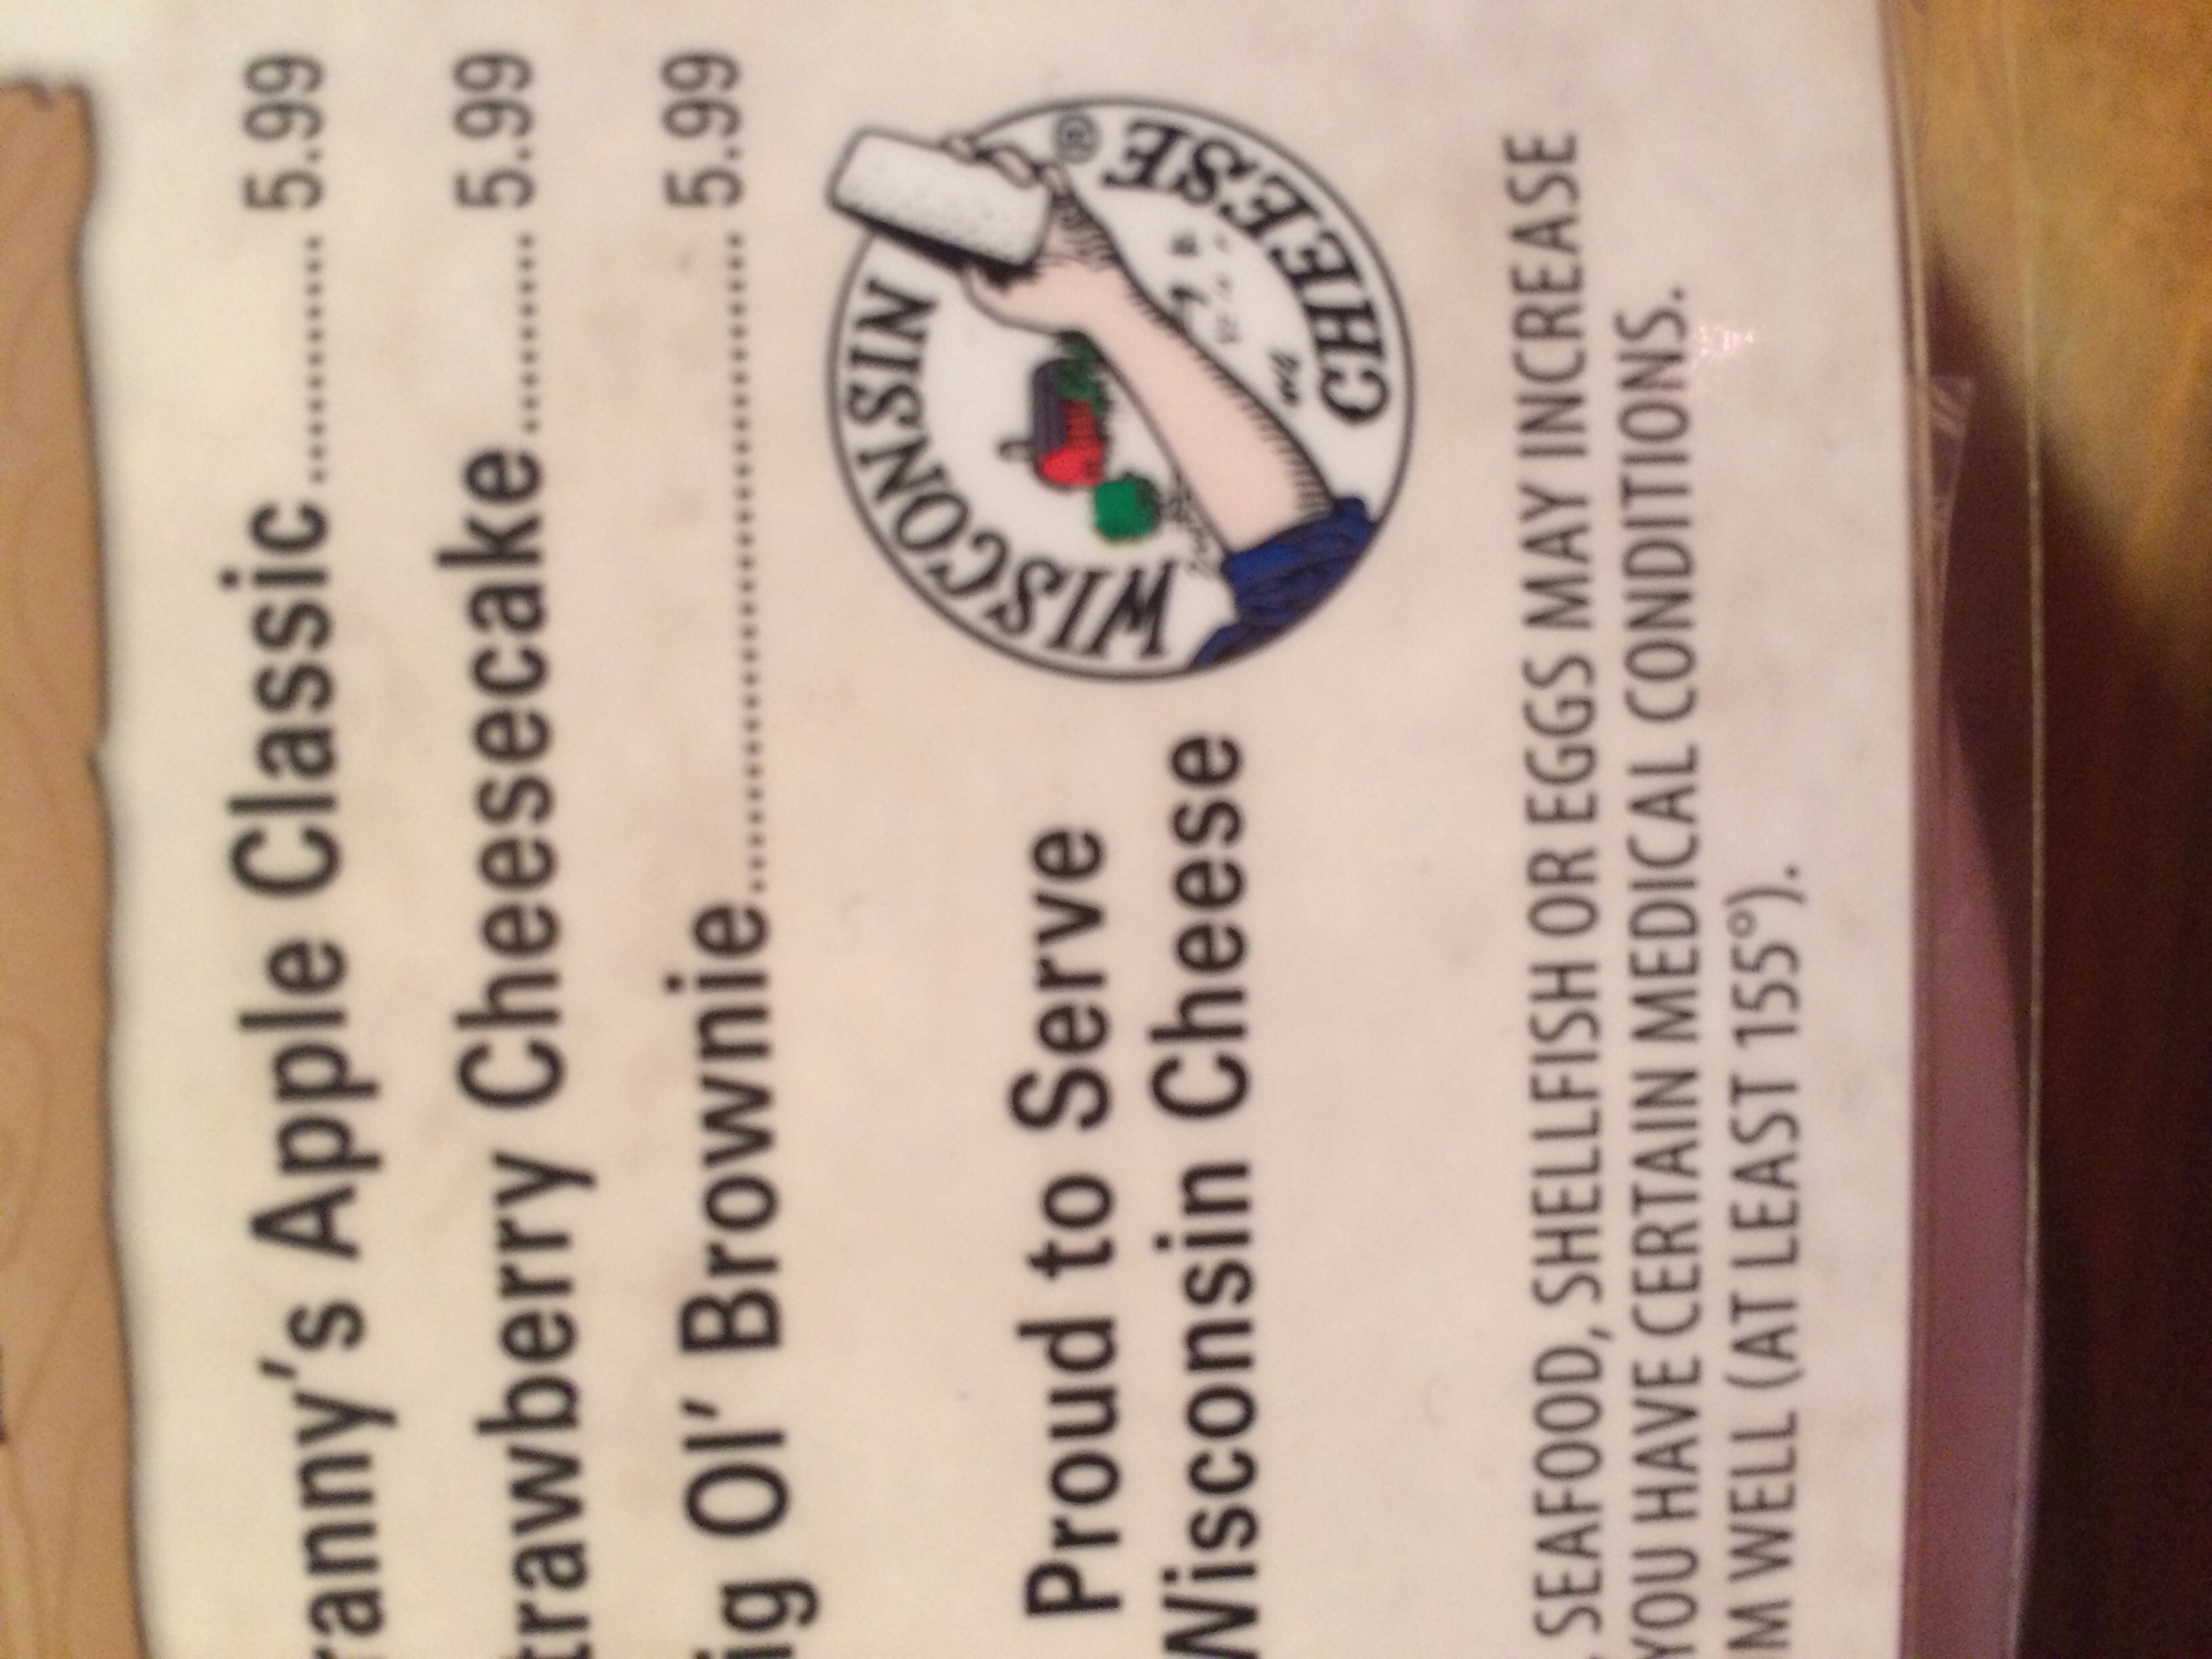 ranny's Apple Classic.......... 5.99
trawberry Cheesecake........ 5.99
ig Ol' Brownie........................... 5.99
Proud to Serve
Wisconsin Cheese
WISCONSIN CHEESE ®
TM
SEAFOOD, SHELLFISH OR EGGS MAY INCREASE
YOU HAVE CERTAIN MEDICAL CONDITIONS.
M WELL (AT LEAST 155°).